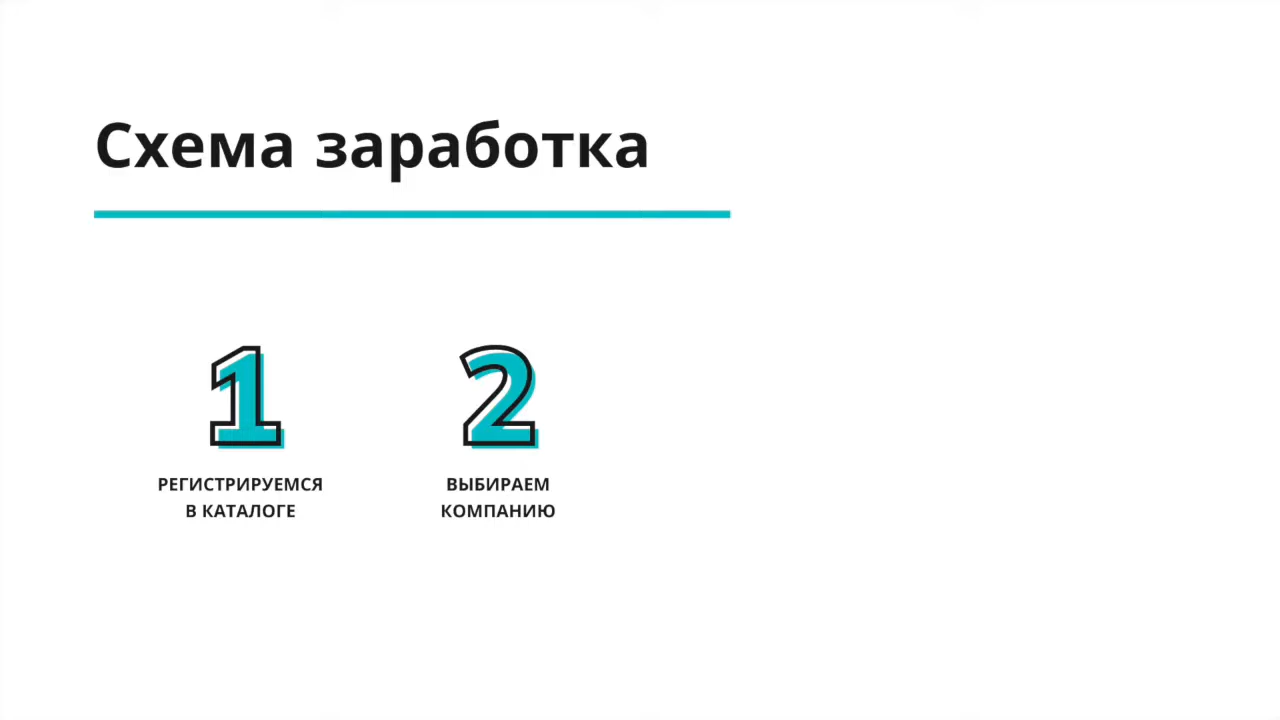 Схема заработка
1
2
РЕГИСТРИРУЕМСЯ
В КАТАЛОГЕ
ВЫБИРАЕМ
КОМПАНИЮ